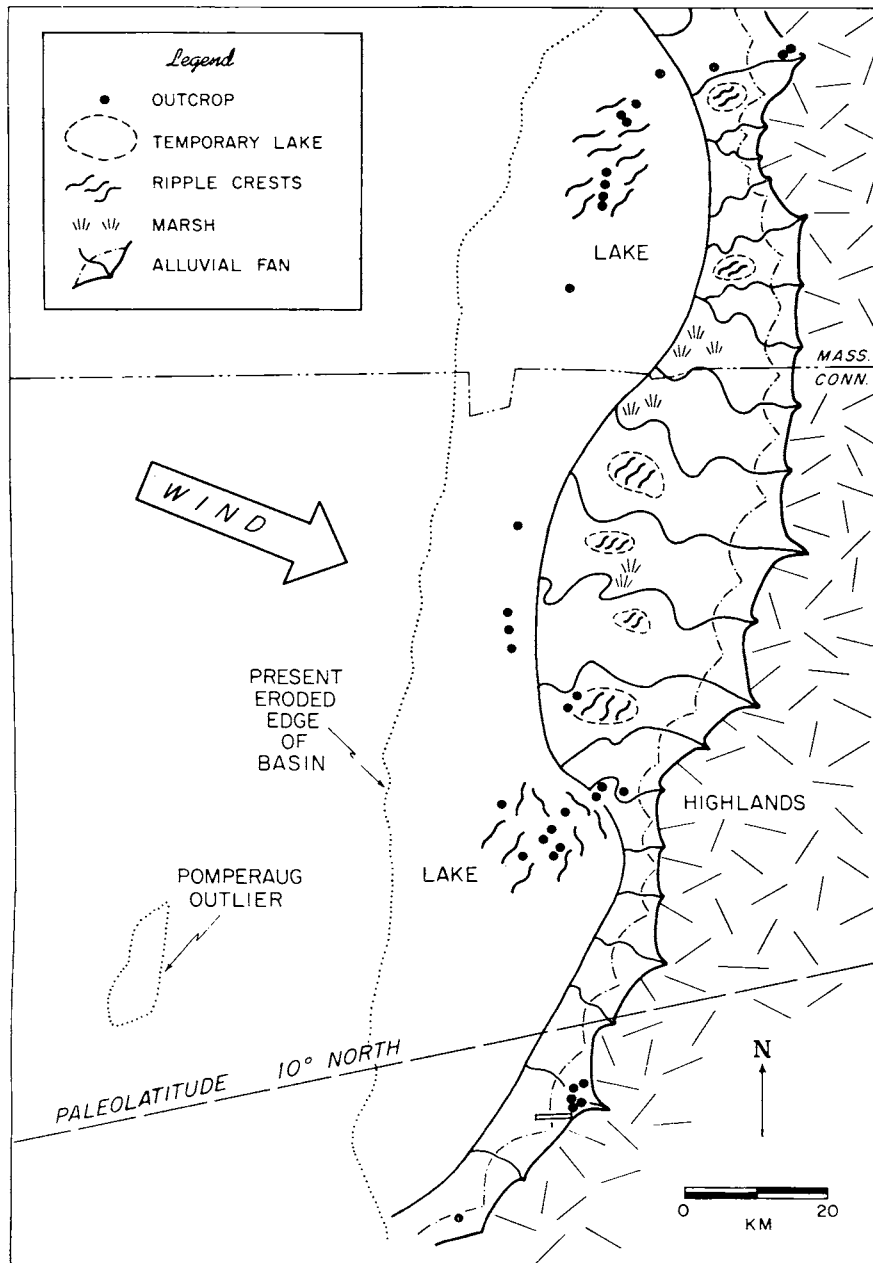 Legend
OUTCROP
TEMPORARY LAKE
RIPPLE CRESTS
MARSH
ALLUVIAL FAN
LAKE
MASS.
CONN.
WIND
PRESENT
ERODED
EDGE
OF
BASIN
HIGHLANDS
LAKE
POMPERAUG
OUTLIER
PALEOLATITUDE 10° NORTH
N
0 20
KM